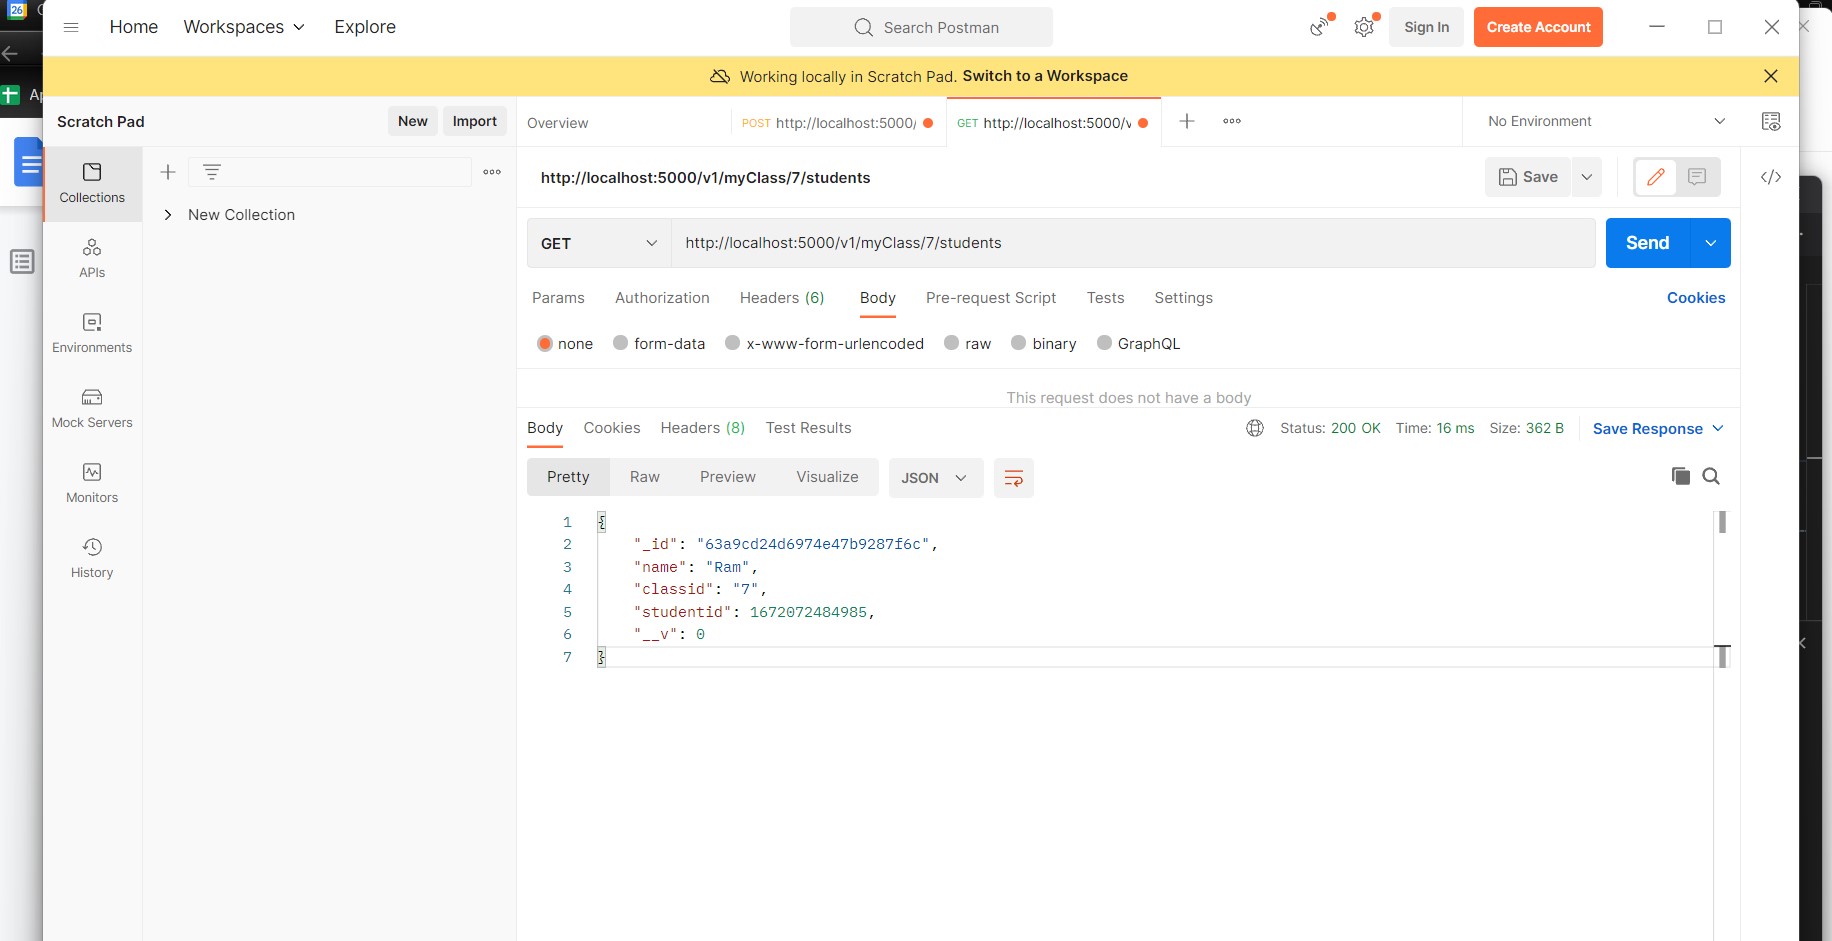 26
Home
Workspaces
Explore
Search Postman
Sign In
Create Account
Working locally in Scratch Pad. Switch to a Workspace
Scratch Pad
New
Import
Overview
POST http://localhost:5000/
GET http://localhost:5000/v
No Environment
Collections
New Collection
APIs
Environments
Mock Servers
Monitors
History
http://localhost:5000/v1/myClass/7/students
Save
GET
http://localhost:5000/v1/myClass/7/students
Send
Params
Authorization
Headers (6)
Body
Pre-request Script
Tests
Settings
Cookies
none
form-data
x-www-form-urlencoded
raw
binary
GraphQL
This request does not have a body
Body
Cookies
Headers (8)
Test Results
Status: 200 OK
Time: 16 ms
Size: 362 B
Save Response
Pretty
Raw
Preview
Visualize
JSON
1 {
2 "_id": "63a9cd24d6974e47b9287f6c",
3 "name": "Ram",
4 "classid": "7",
5 "studentid": 1672072484985,
6 "__v": 0
7 }